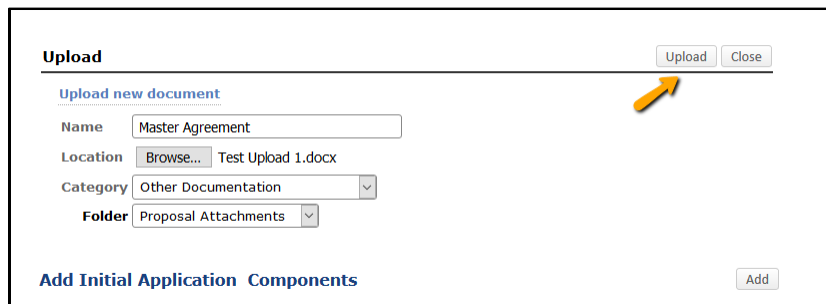 Upload Upload Close
Upload new document
Name Master Agreement
Location Browse... Test Upload 1.docx
Category Other Documentation
Folder Proposal Attachments
Add Initial Application Components Add